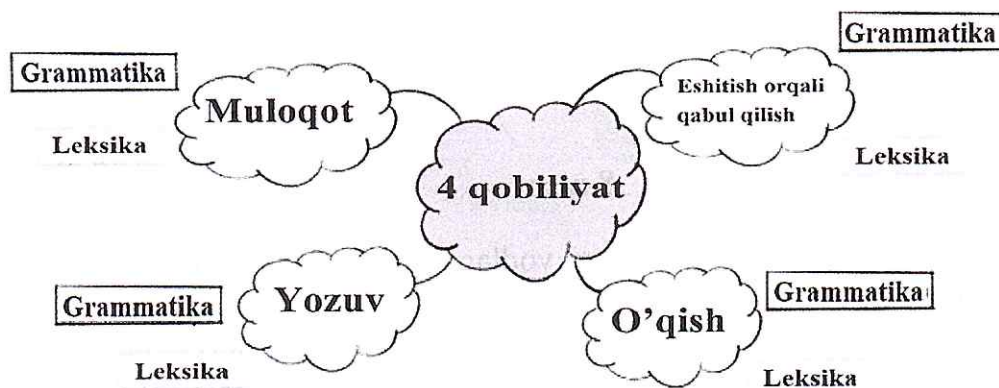 Grammatika
Grammatika
Muloqot
Eshitish orqali
qabul qilish
Leksika
Leksika
4 qobiliyat
Grammatika
Yozuv
Grammatika
O'qish
Leksika
Leksika